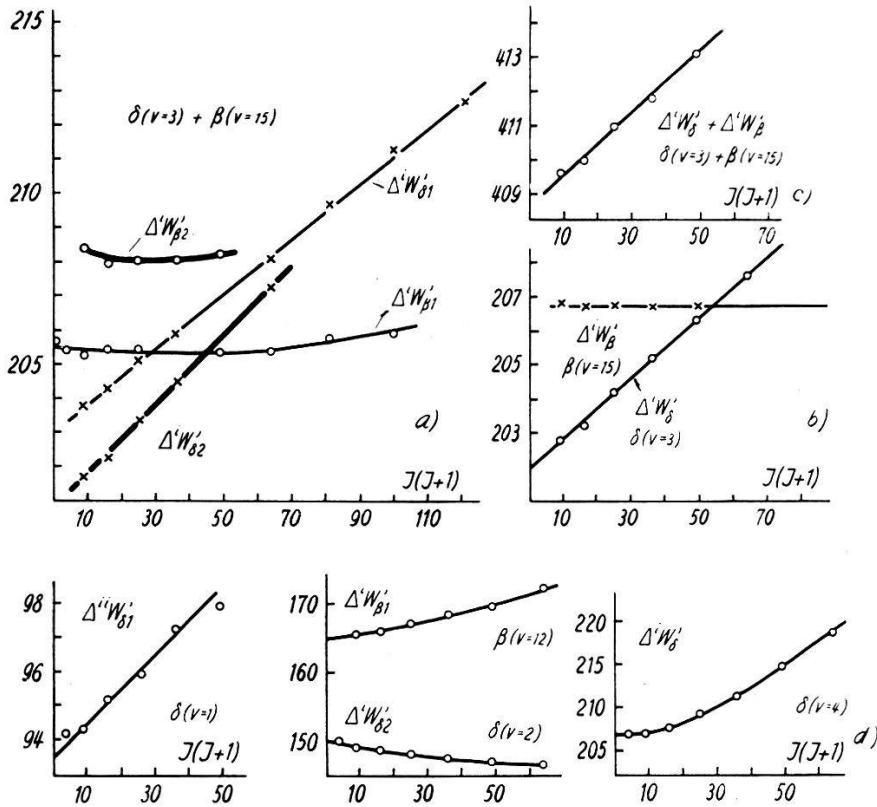 215
δ(v=3) + β(v=15)
Δ'W'δ1
210
Δ'W'β2
Δ'W'β1
205
a)
Δ'W'δ2
J(J+1)
10 30 50 70 90 110
413
411
Δ'W'δ + Δ'W'β
δ(v=3) + β(v=15)
409
J(J+1) c)
10 30 50 70
207
Δ'W'β
β(v=15)
205
Δ'W'δ
b)
δ(v=3)
203
J(J+1)
10 30 50 70
98
Δ''W'δ1
96
δ(v=1)
94
J(J+1)
10 30 50
170
Δ'W'β1
β(v=12)
160
Δ'W'δ2
δ(v=2)
150
10 30 50
220
Δ'W'δ
215
210
δ(v=4)
d)
205
J(J+1)
10 30 50